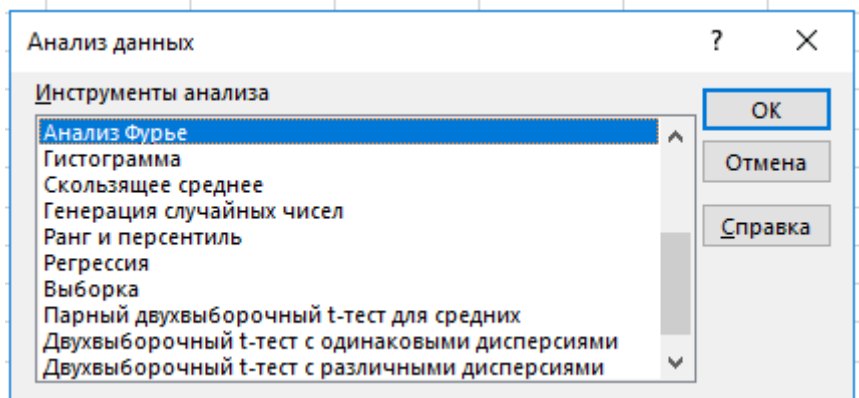 Анализ данных
?
Инструменты анализа
Анализ Фурье
Гистограмма
Скользящее среднее
Генерация случайных чисел
Ранг и персентиль
Регрессия
Выборка
Парный двухвыборочный t-тест для средних
Двухвыборочный t-тест с одинаковыми дисперсиями
Двухвыборочный t-тест с различными дисперсиями
ОК
Отмена
Справка